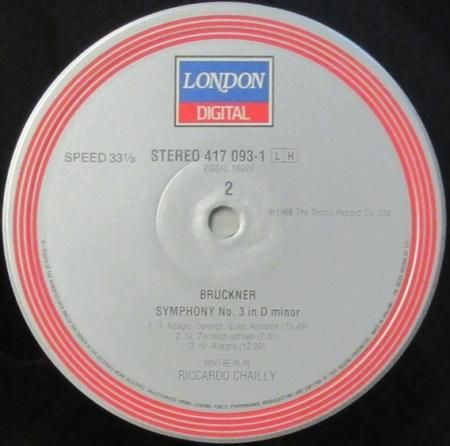 LONDON
DIGITAL
SPEED 33⅓
STEREO 417 093-1 L H
2
1986 The Decca Record Co. Ltd.
BRUCKNER
SYMPHONY No. 3 in D minor
1. II. Adagio, bewegt, quasi Andante (15:49)
2. III. Ziemlich schnell (7:01)
3. IV. Allegro
RSO BERLIN
RICCARDO CHAILLY